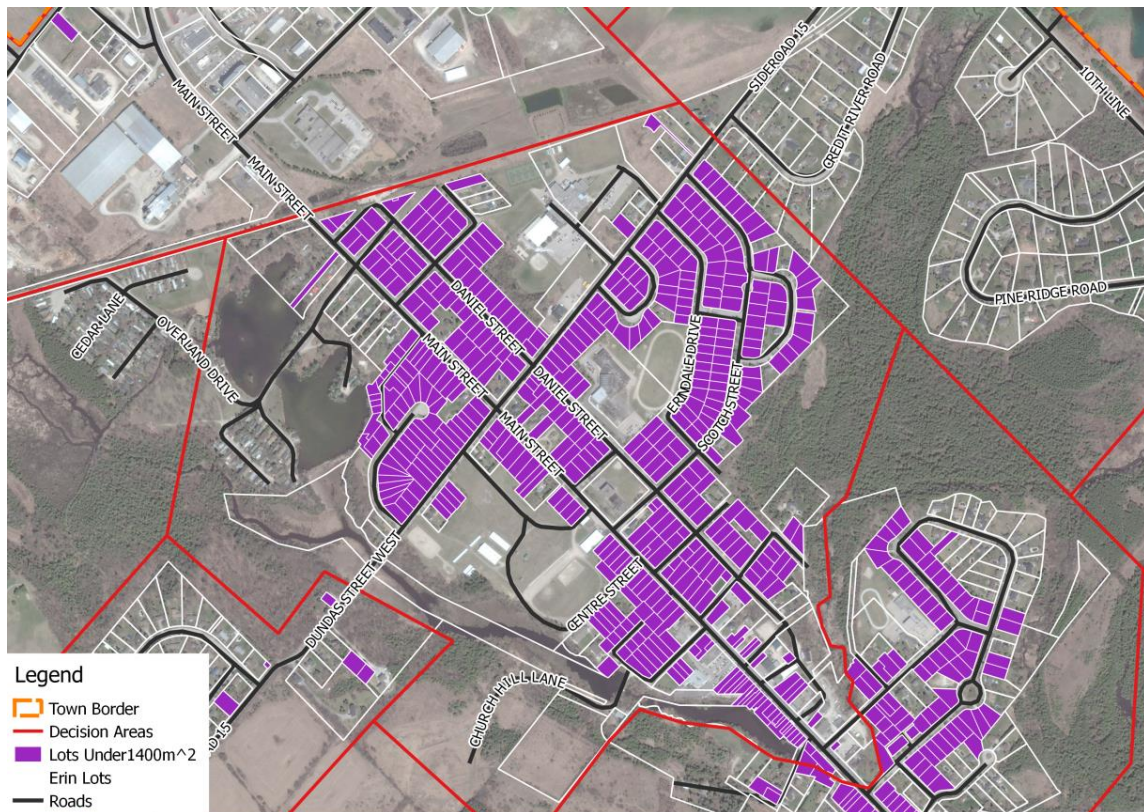 SIDEROAD 15
10TH LINE
MAIN STREET
CREDIT RIVER ROAD
MAIN STREET
PINE RIDGE ROAD
CEDAR LANE
OVERLAND DRIVE
DANIEL STREET
MAIN STREET
ERINDALE DRIVE
DANIEL STREET
SCOTCH STREET
MAIN STREET
DUNDAS STREET WEST
CENTRE STREET
CHURCH HILL LANE
AD 15
Legend
Town Border
Decision Areas
Lots Under1400m^2
Erin Lots
Roads